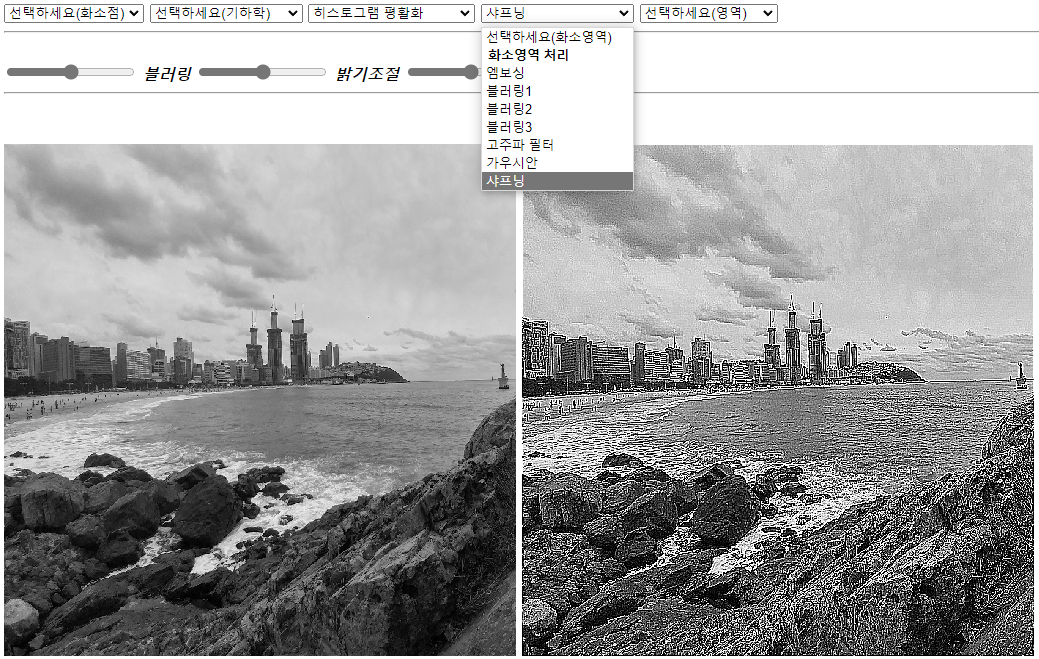 선택하세요(화소점) 선택하세요(기하학) 히스토그램 평활화 샤프닝 선택하세요(영역)
선택하세요(화소영역)
화소영역 처리
엠보싱
블러링1
블러링2
블러링3
고주파 필터
가우시안
샤프닝
블러링 밝기조절